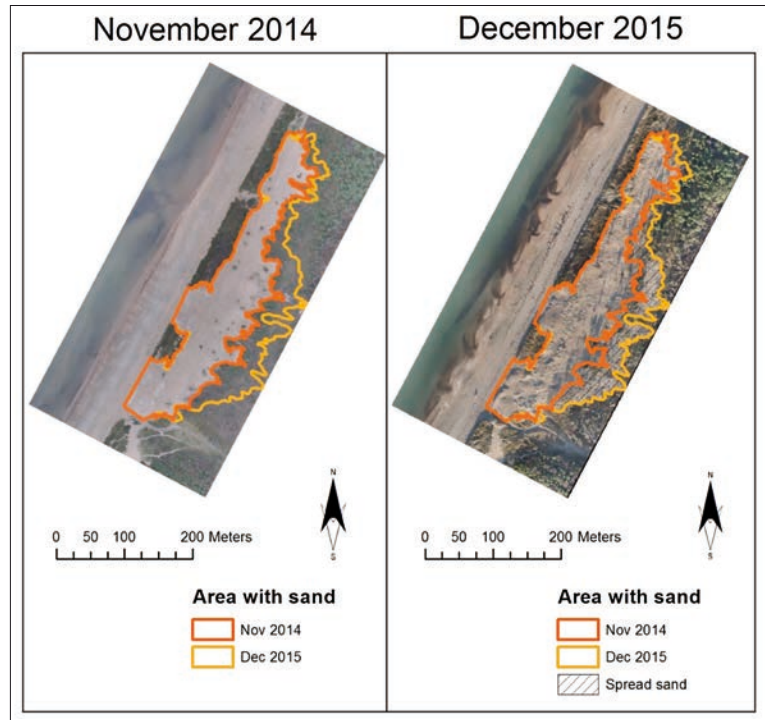 November 2014
December 2015
N
S
0 50 100 200 Meters
Area with sand
Nov 2014
Dec 2015
N
S
0 50 100 200 Meters
Area with sand
Nov 2014
Dec 2015
Spread sand